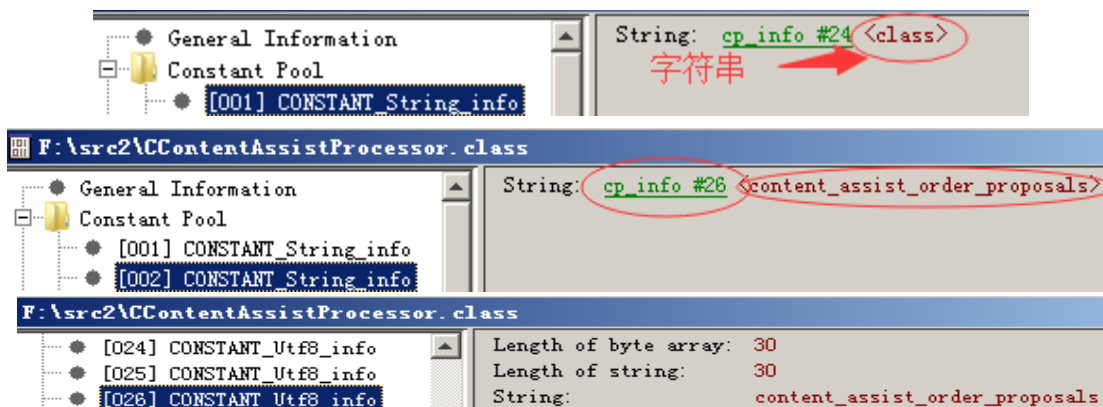 General Information
Constant Pool
[001] CONSTANT_String_info
String: cp_info #24 <class>
字符串
F:\src2\CContentAssistProcessor.class
General Information
Constant Pool
[001] CONSTANT_String_info
[002] CONSTANT_String_info
String: cp_info #26 <content_assist_order_proposals>
F:\src2\CContentAssistProcessor.class
[024] CONSTANT_Utf8_info
[025] CONSTANT_Utf8_info
[026] CONSTANT_Utf8_info
Length of byte array: 30
Length of string: 30
String: content_assist_order_proposals